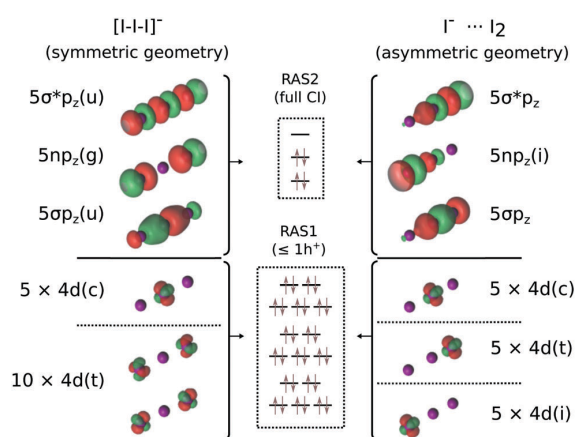 [I-I-I]⁻
(symmetric geometry)
I⁻ ··· I₂
(asymmetric geometry)
5σ*p_z(u)
5np_z(g)
5σp_z(u)
RAS2
(full CI)
5σ*p_z
5np_z(i)
5σp_z
RAS1
(≤ 1h⁺)
5 × 4d(c)
10 × 4d(t)
5 × 4d(c)
5 × 4d(t)
5 × 4d(i)